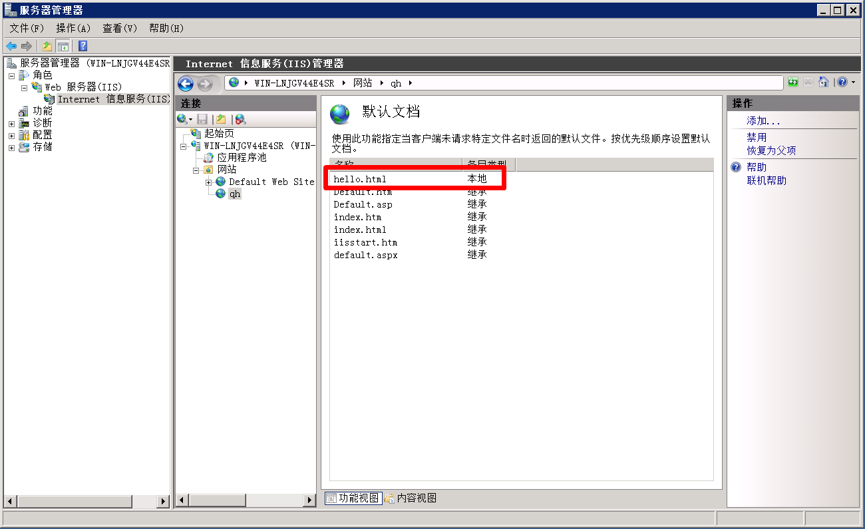 服务器管理器
文件(F) 操作(A) 查看(V) 帮助(H)
服务器管理器 (WIN-LNJGV44E4SR
角色
Web 服务器(IIS)
Internet 信息服务(IIS)
功能
诊断
配置
存储
Internet 信息服务(IIS)管理器
WIN-LNJGV44E4SR 网站 qh
连接
起始页
WIN-LNJGV44E4SR (WIN-
应用程序池
网站
Default Web Site
qh
默认文档
使用此功能指定当客户端未请求特定文件名时返回的默认文件。按优先级顺序设置默认
文档。
名称 条目类型
hello.html 本地
Default.htm 继承
Default.asp 继承
index.htm 继承
index.html 继承
iisstart.htm 继承
default.aspx 继承
功能视图 内容视图
操作
添加...
禁用
恢复为父项
帮助
联机帮助